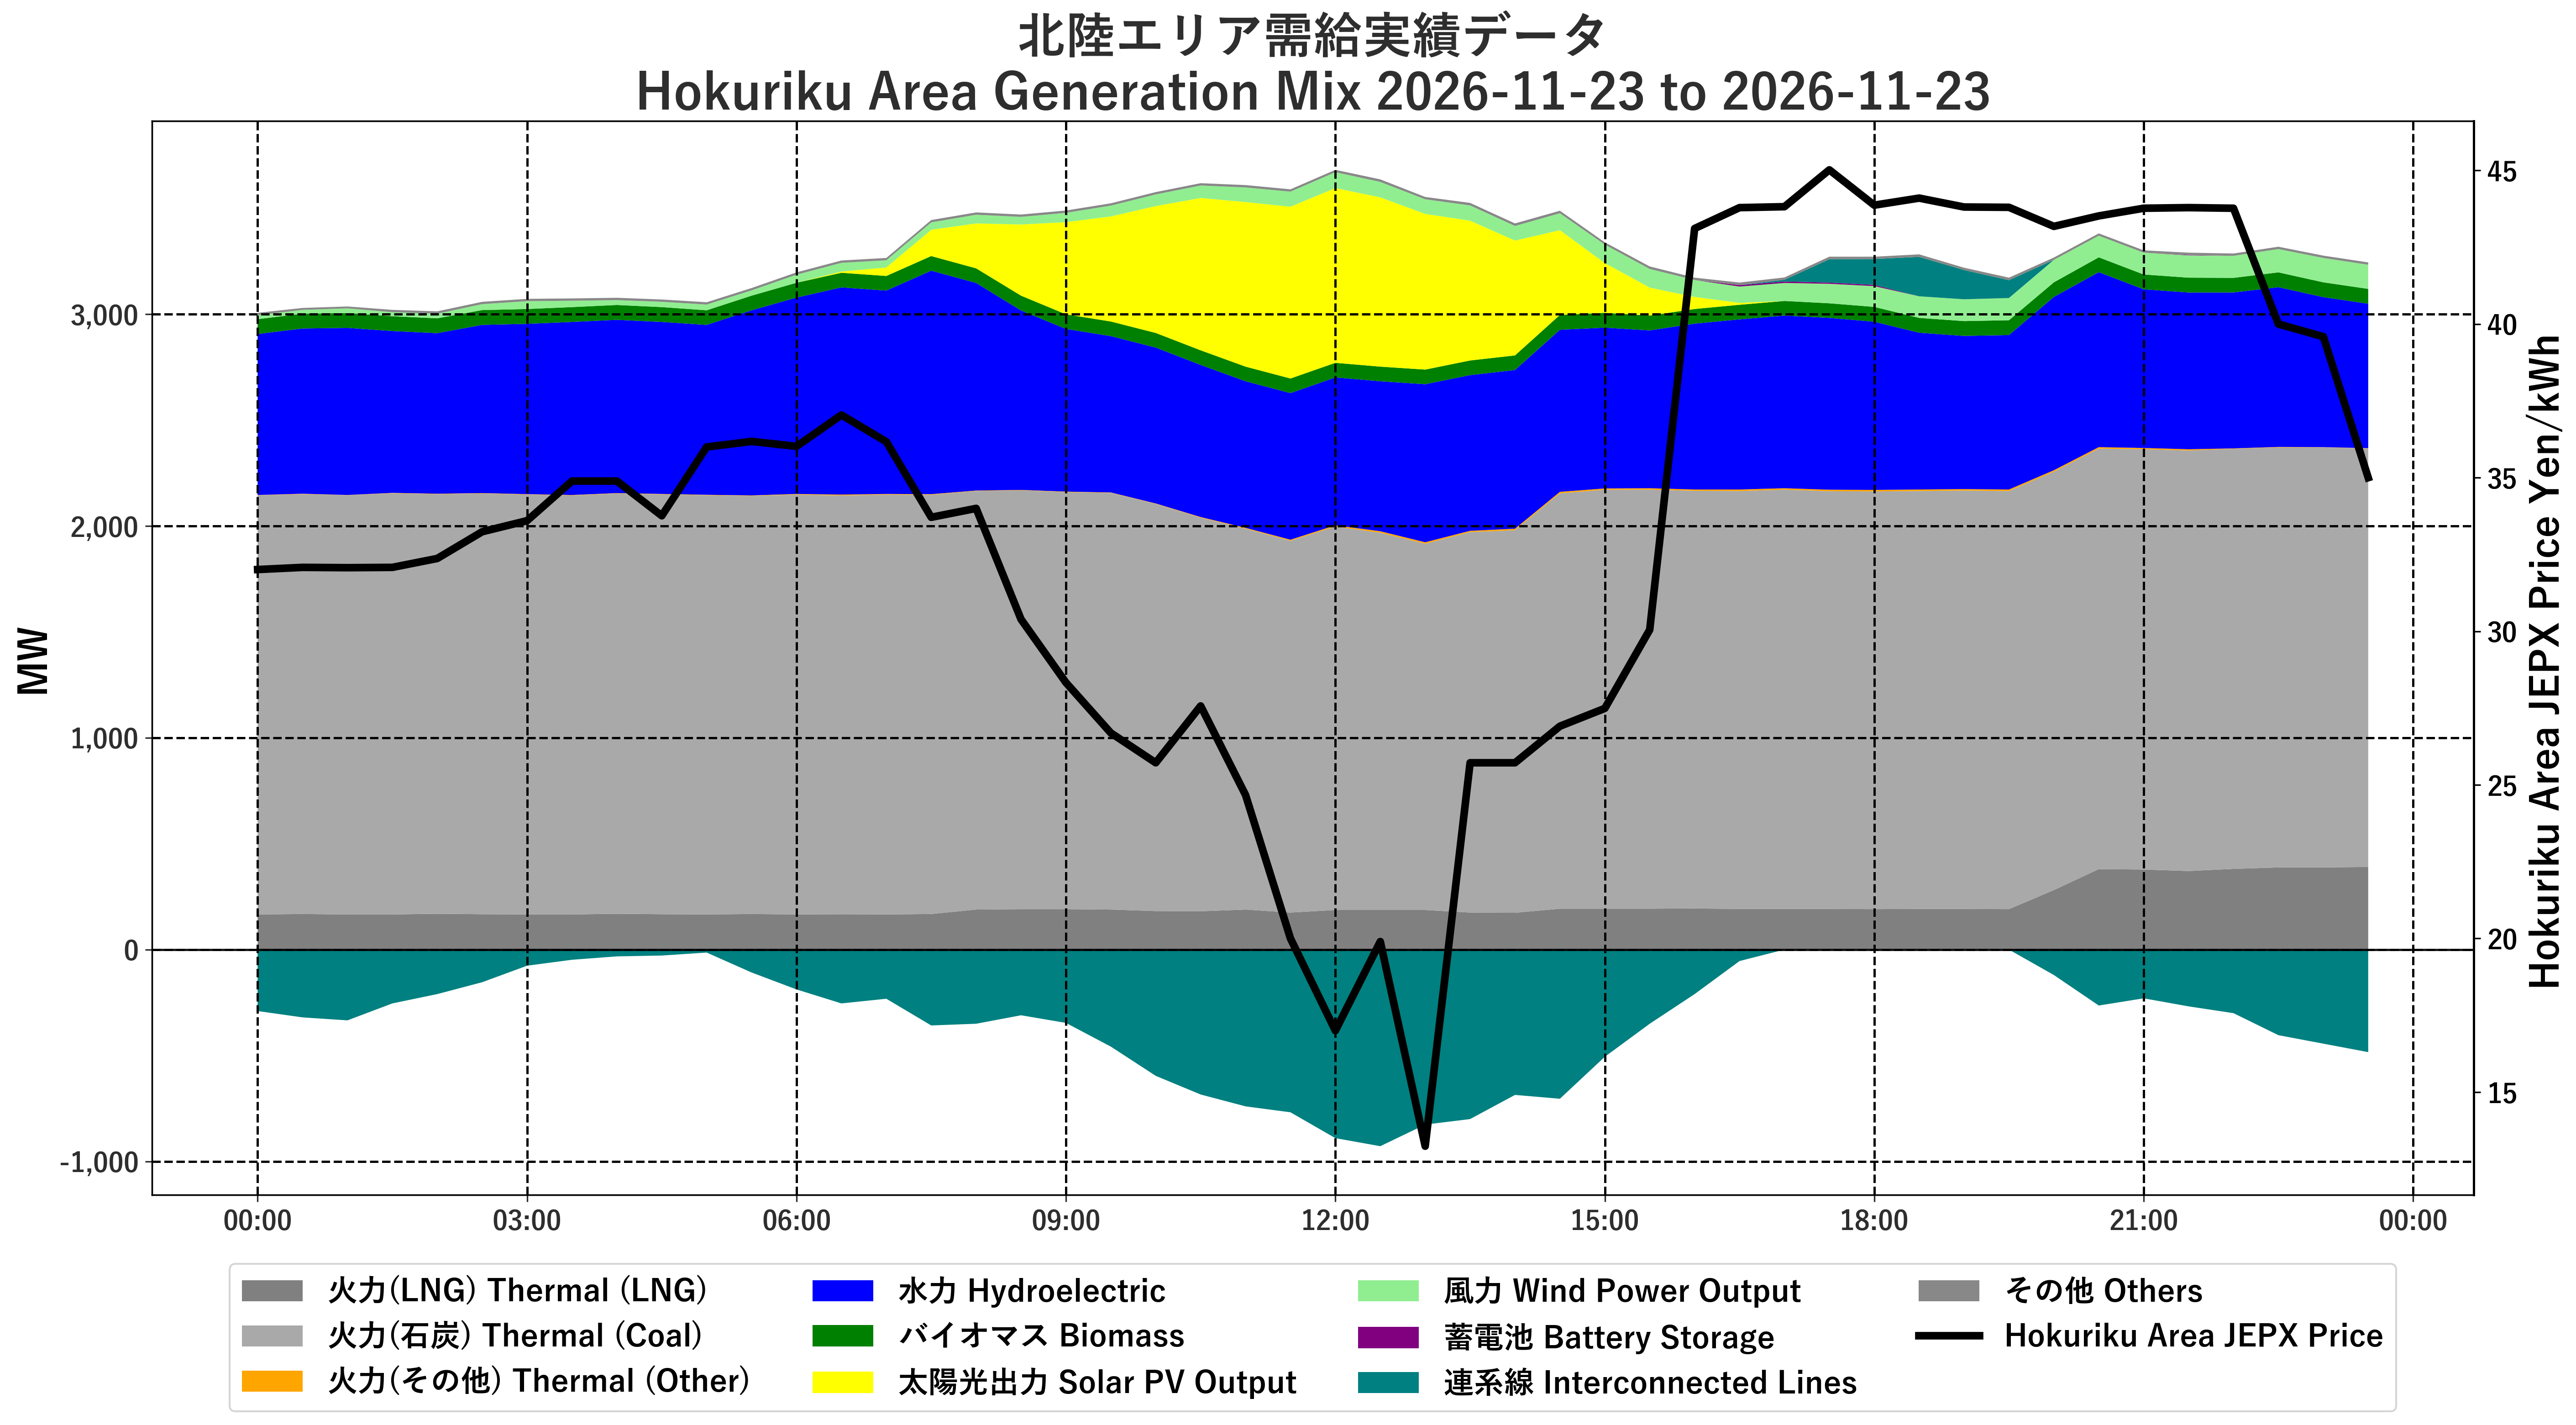 北陸エリア需給実績データ
Hokuriku Area Generation Mix 2026-11-23 to 2026-11-23
MW
3,000
2,000
1,000
0
-1,000
45
40
35
30
25
20
15
Hokuriku Area JEPX Price Yen/kWh
00:00 03:00 06:00 09:00 12:00 15:00 18:00 21:00 00:00
火力(LNG) Thermal (LNG)
火力(石炭) Thermal (Coal)
火力(その他) Thermal (Other)
水力 Hydroelectric
バイオマス Biomass
太陽光出力 Solar PV Output
風力 Wind Power Output
蓄電池 Battery Storage
連系線 Interconnected Lines
その他 Others
Hokuriku Area JEPX Price